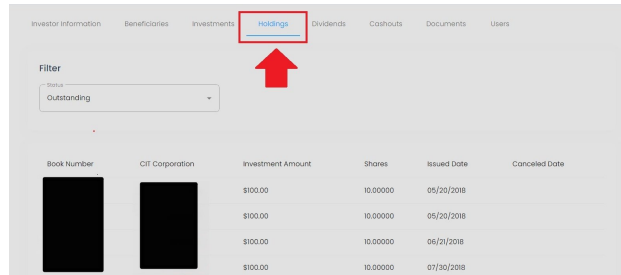 Investor Information Beneficiaries Investments Holdings Dividends Cashouts Documents Users
Filter
Status
Outstanding
Book Number CIT Corporation Investment Amount Shares Issued Date Canceled Date
$100.00 10.00000 05/20/2018
$100.00 10.00000 05/20/2018
$100.00 10.00000 06/21/2018
$100.00 10.00000 07/30/2018